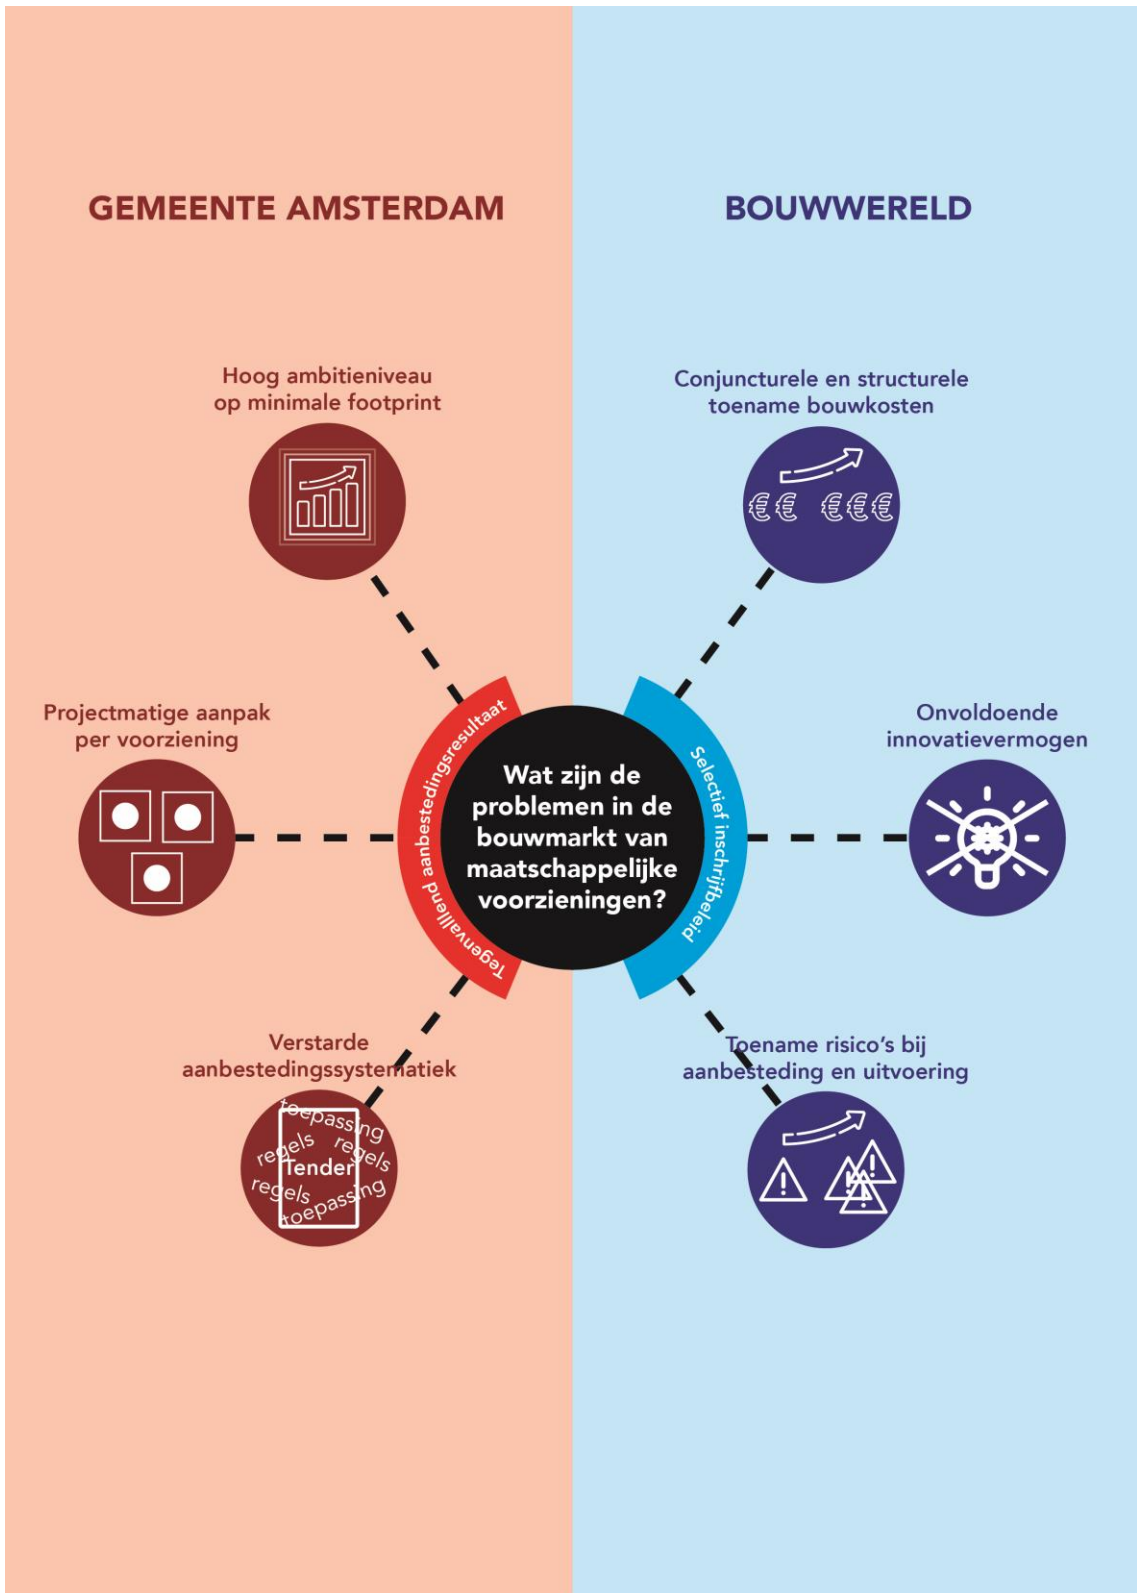 GEMEENTE AMSTERDAM
Hoog ambitieniveau
op minimale footprint
Projectmatige aanpak
per voorziening
Verstarde
aanbestedingssystematiek
toepassing
regels
regels
Tender
regels
toepassing
Tegenvallend aanbestedingsresultaat
Wat zijn de
problemen in de
bouwmarkt van
maatschappelijke
voorzieningen?
Selectief inschrijfbeleid
BOUWWERELD
Conjuncturele en structurele
toename bouwkosten
€€ €€€
Onvoldoende
innovatievermogen
Toename risico's bij
aanbesteding en uitvoering